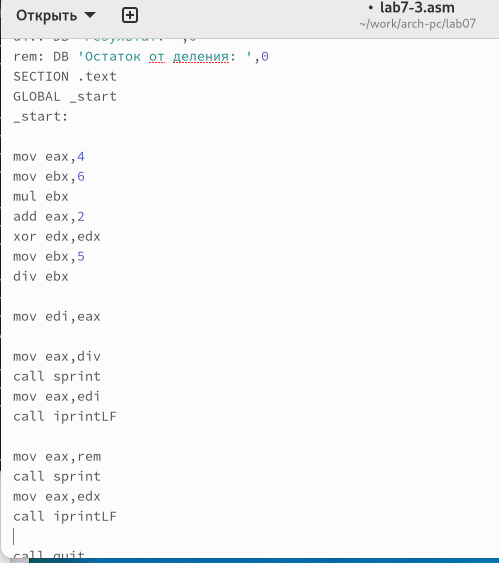 Открыть
• lab7-3.asm
~/work/arch-pc/lab07
rem: DB 'Остаток от деления: ',0
SECTION .text
GLOBAL _start
_start:
mov eax,4
mov ebx,6
mul ebx
add eax,2
xor edx,edx
mov ebx,5
div ebx
mov edi,eax
mov eax,div
call sprint
mov eax,edi
call iprintLF
mov eax,rem
call sprint
mov eax,edx
call iprintLF
call quit